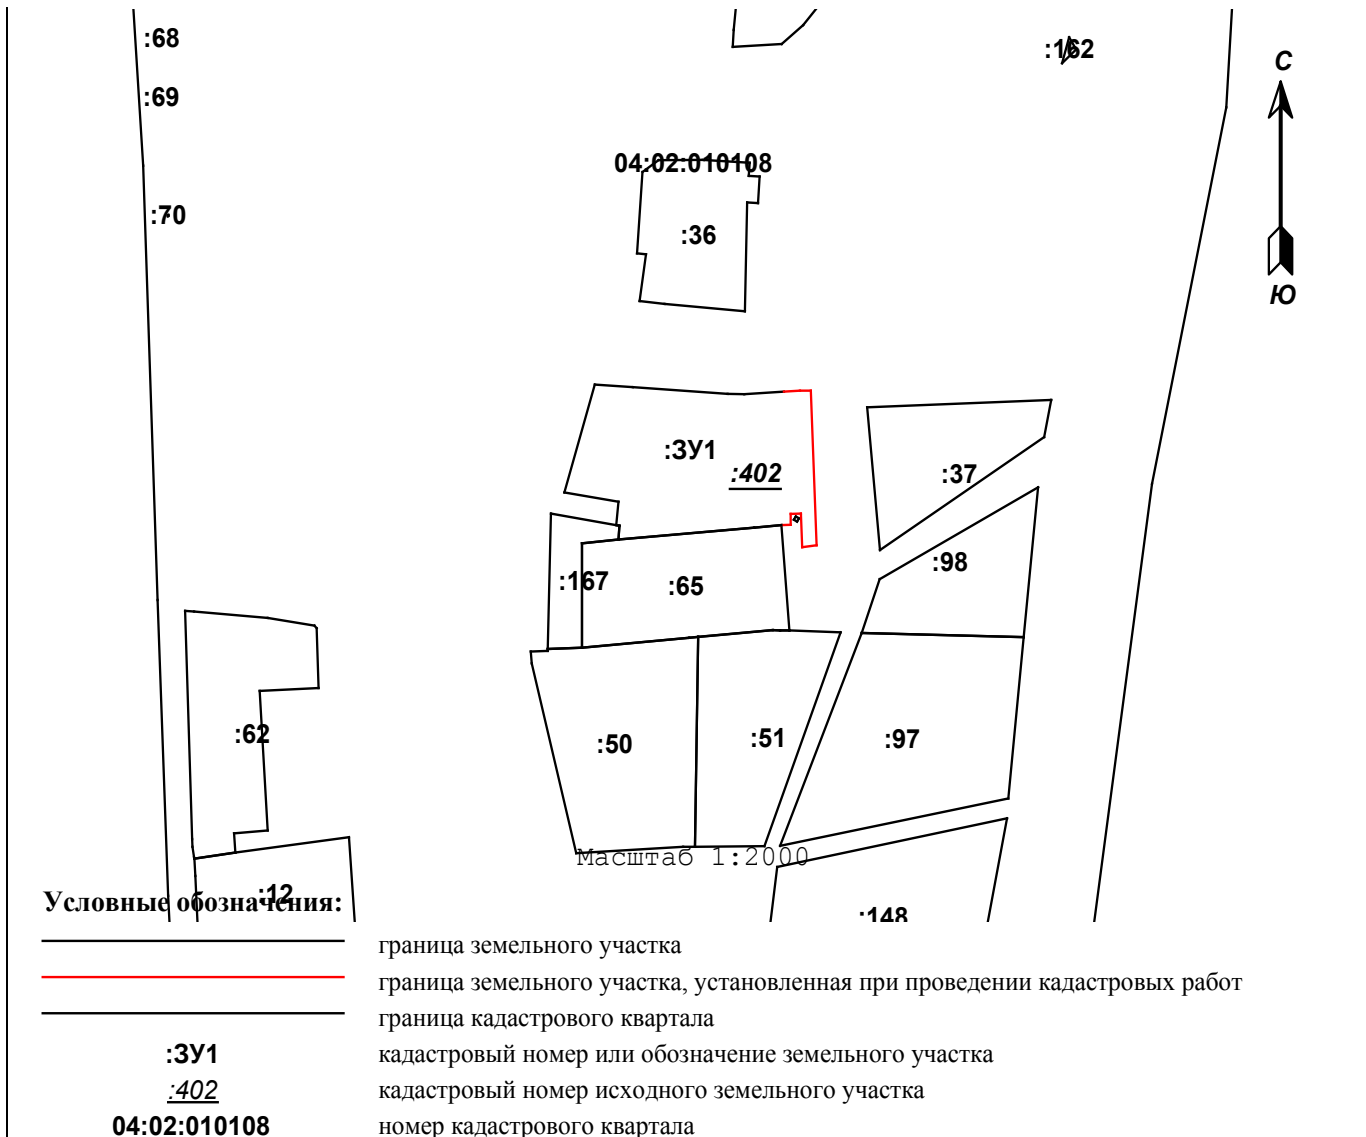 :68
:162
С
:69
04:02:010108
:70
:36
Ю
:ЗУ1
:402
:37
:98
:167
:65
:62
:50
:51
:97
Масштаб 1:2000
:12
Условные обозначения:
:148
граница земельного участка
граница земельного участка, установленная при проведении кадастровых работ
граница кадастрового квартала
:ЗУ1 кадастровый номер или обозначение земельного участка
:402 кадастровый номер исходного земельного участка
04:02:010108 номер кадастрового квартала